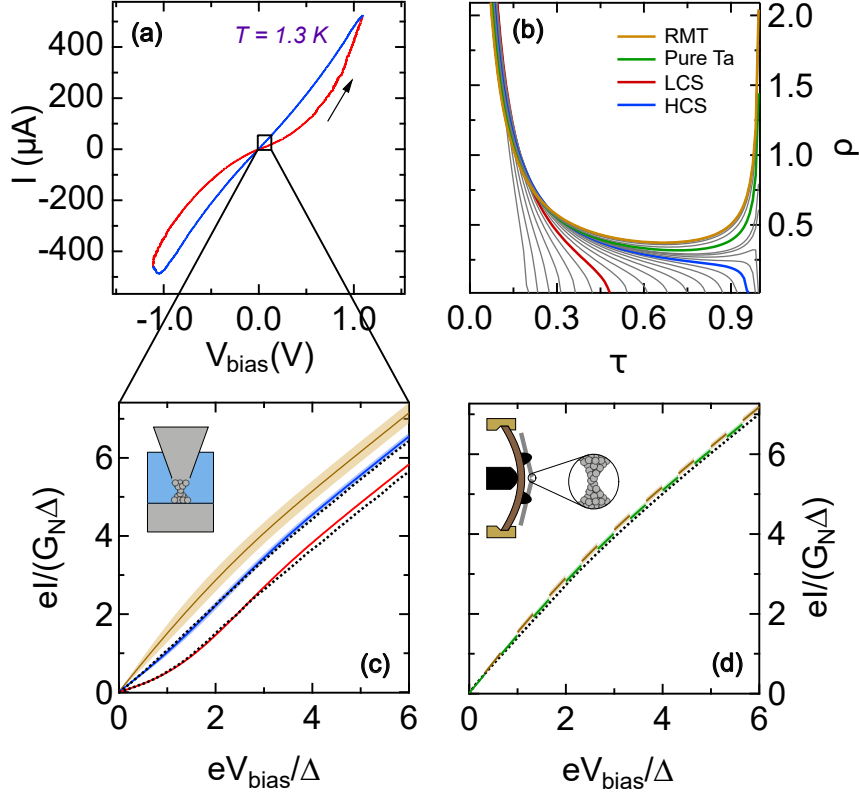 (a)
T = 1.3 K
400
200
0
-200
-400
I (µA)
-1.0
0.0
1.0
V_bias(V)
(b)
RMT
Pure Ta
LCS
HCS
2.0
1.5
1.0
0.5
ρ
0.0
0.3
0.6
0.9
τ
6
4
2
0
eI/(G_NΔ)
(c)
0
2
4
6
eV_bias/Δ
(d)
6
4
2
0
eI/(G_NΔ)
0
2
4
6
eV_bias/Δ